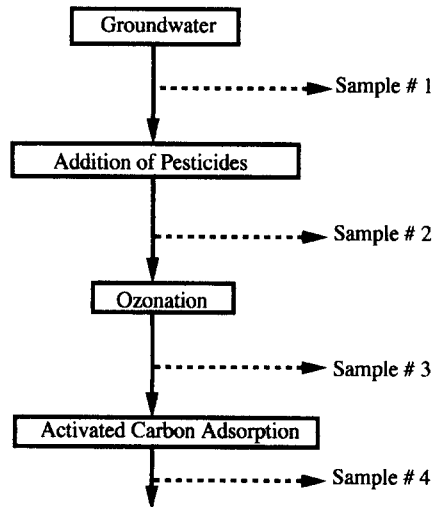 Groundwater
Sample # 1
Addition of Pesticides
Sample # 2
Ozonation
Sample # 3
Activated Carbon Adsorption
Sample # 4